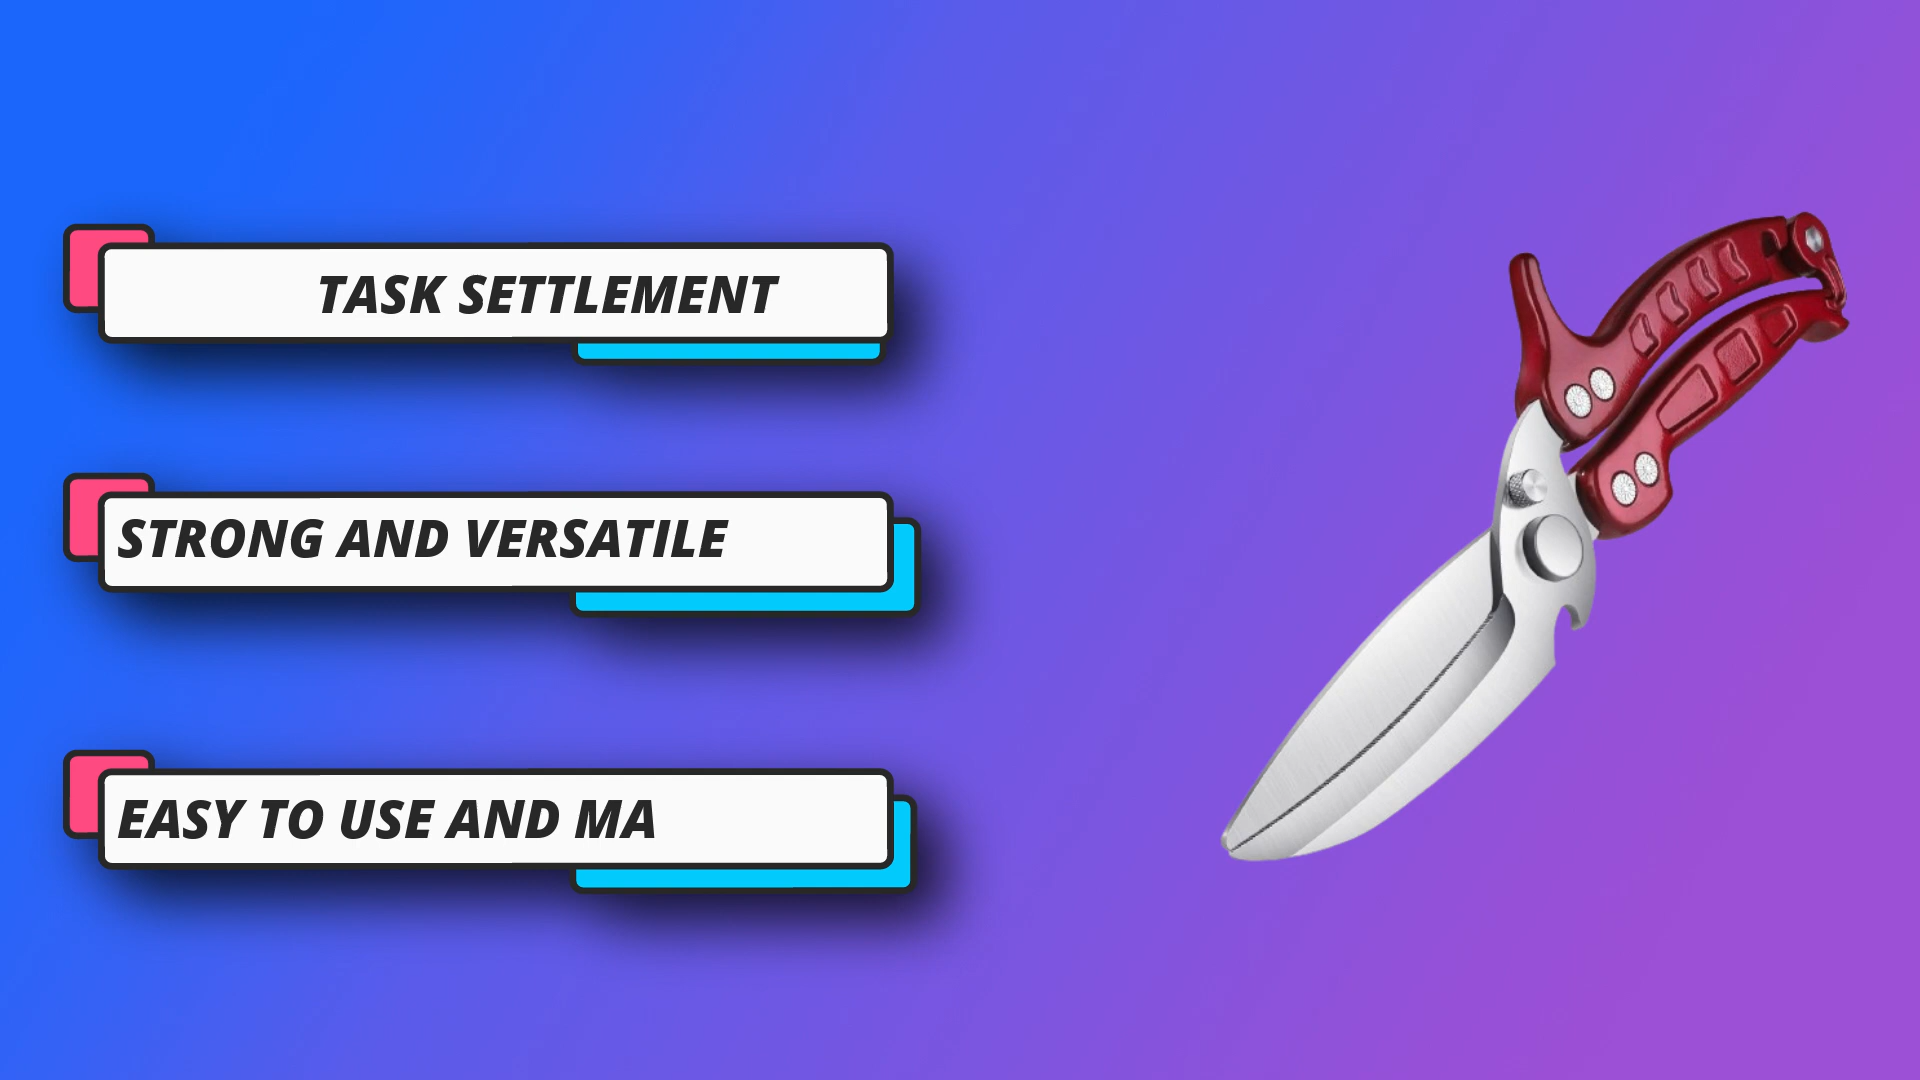 TASK SETTLEMENT
STRONG AND VERSATILE
EASY TO USE AND MA